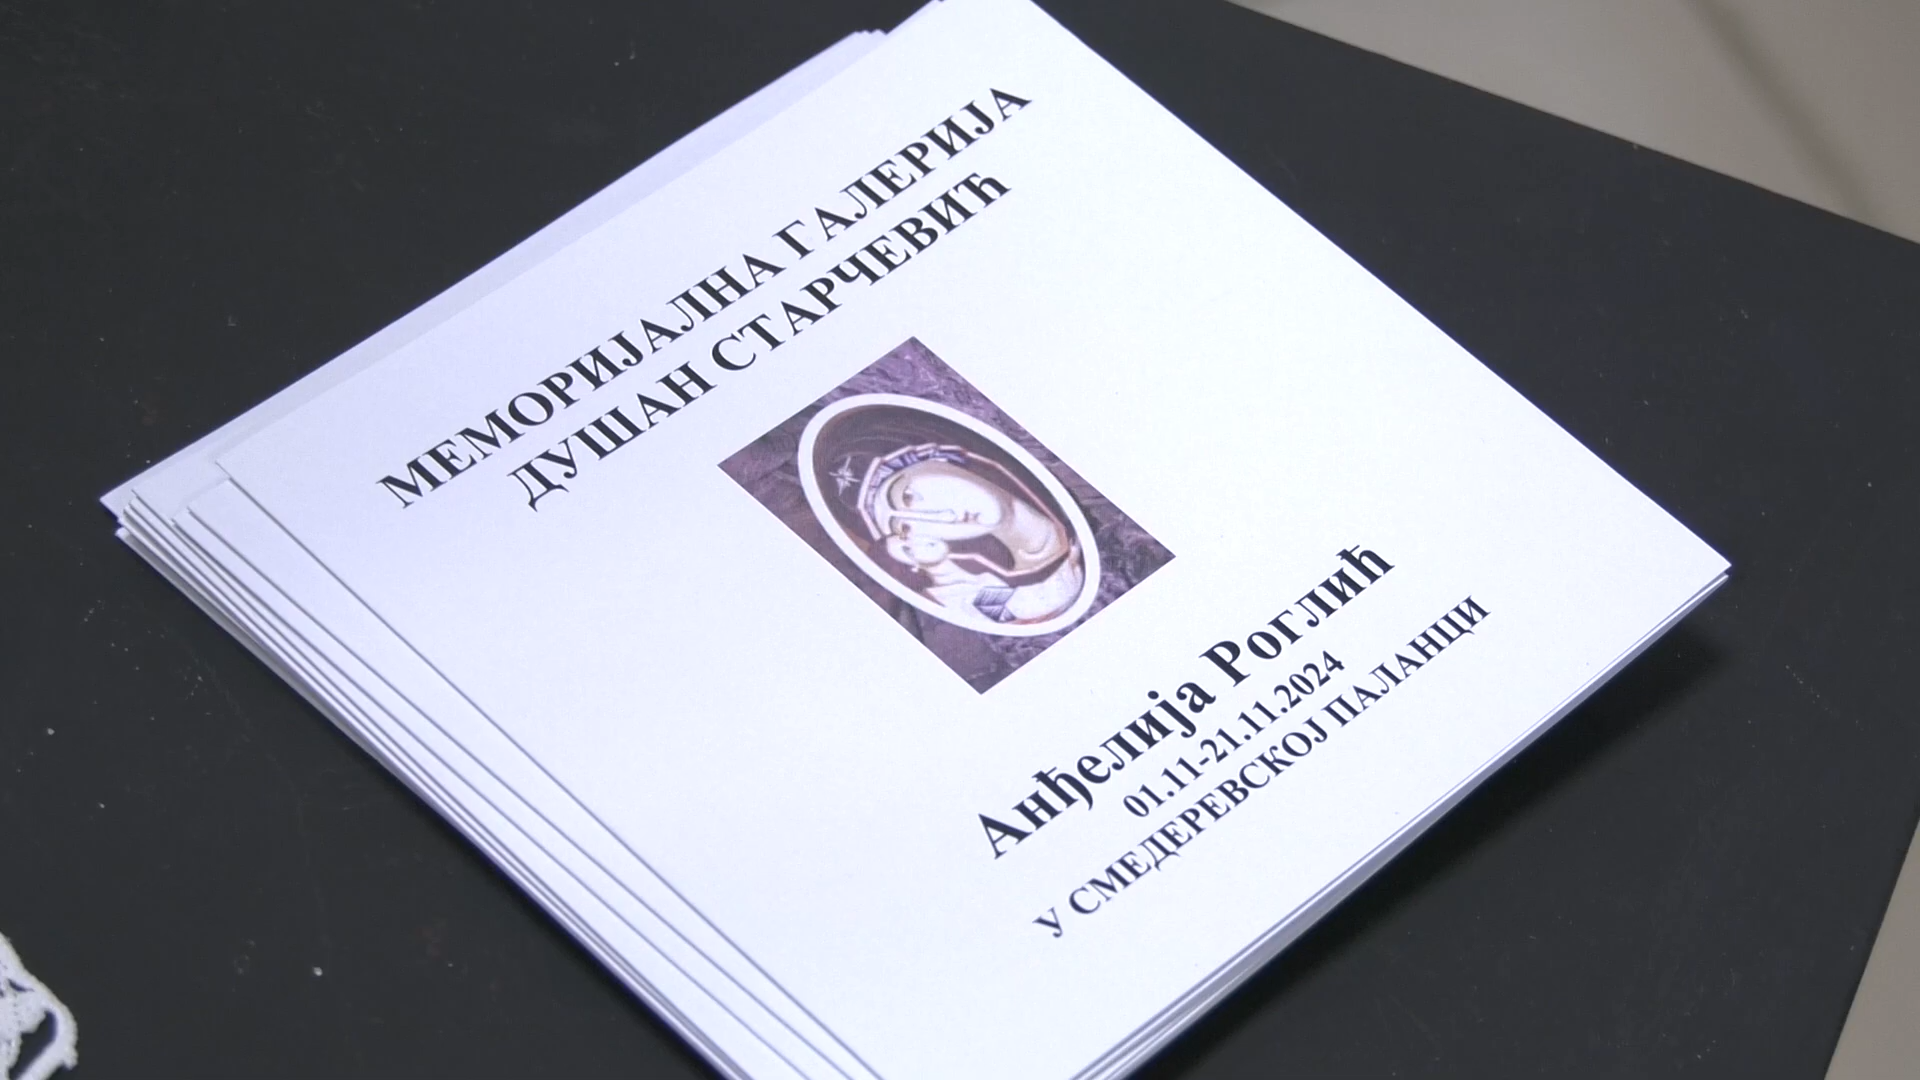 МЕМОРИЈАЛНА ГАЛЕРИЈА
ДУШАН СТАРЧЕВИЋ
Анђелија Роглић
01.11-21.11.2024
У СМЕДЕРЕВСКОЈ ПАЛАНЦИ